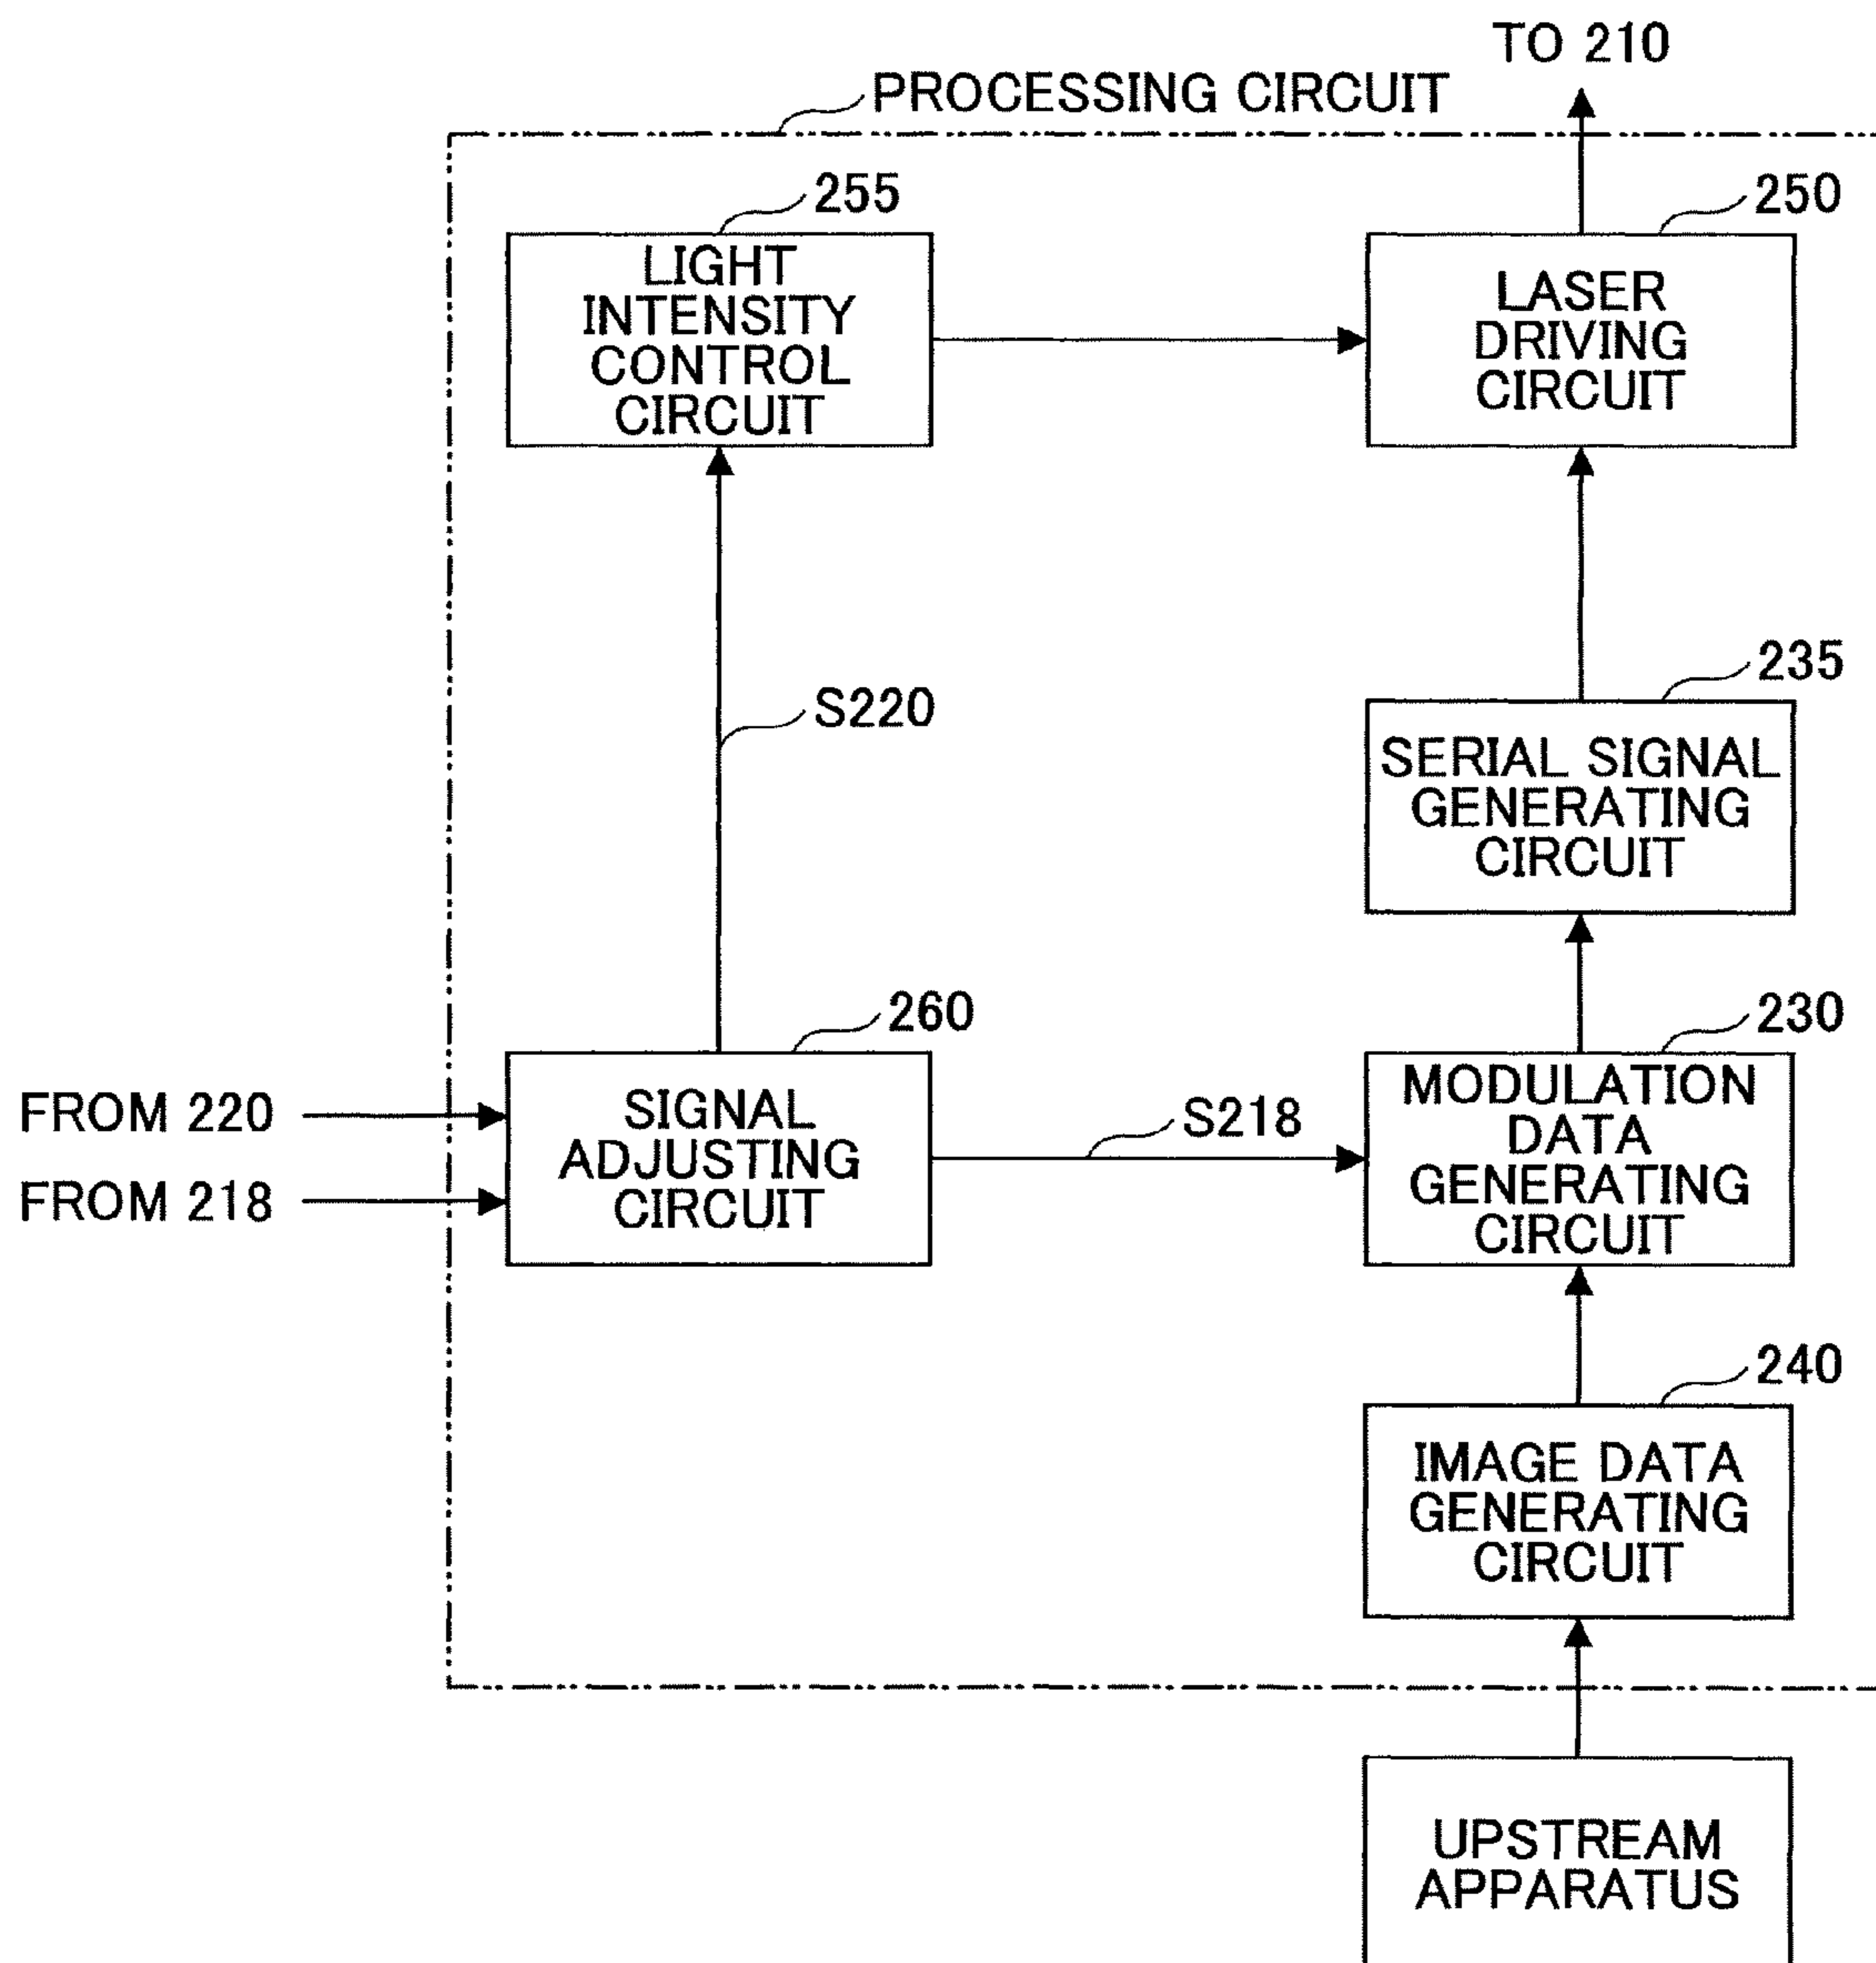 TO 210
PROCESSING CIRCUIT
255
250
LIGHT
INTENSITY
CONTROL
CIRCUIT
LASER
DRIVING
CIRCUIT
235
S220
SERIAL SIGNAL
GENERATING
CIRCUIT
260
230
FROM 220
FROM 218
SIGNAL
ADJUSTING
CIRCUIT
S218
MODULATION
DATA
GENERATING
CIRCUIT
240
IMAGE DATA
GENERATING
CIRCUIT
UPSTREAM
APPARATUS